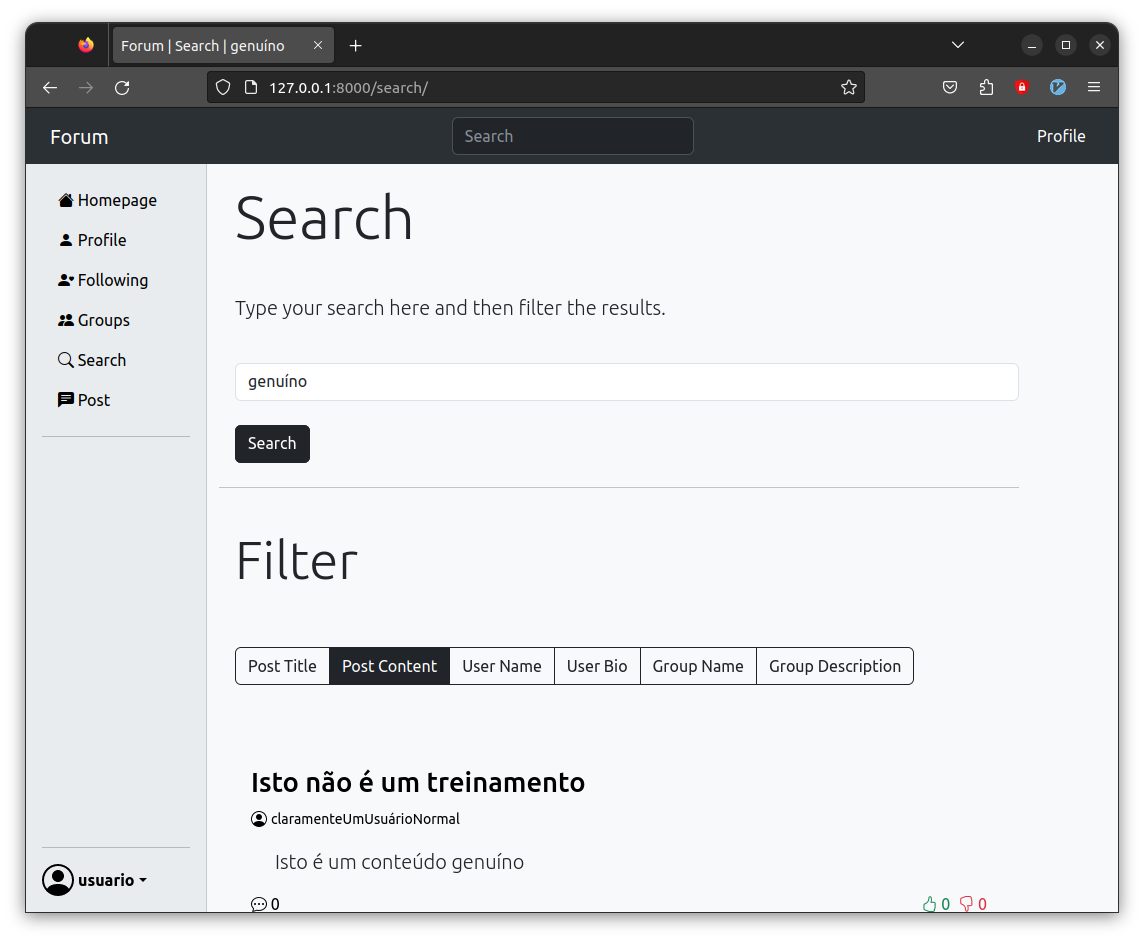 Forum | Search | genuíno
127.0.0.1:8000/search/
Forum
Search
Profile
Homepage
Profile
Following
Groups
Search
Post
usuario
Search
Type your search here and then filter the results.
genuíno
Search
Filter
Post Title
Post Content
User Name
User Bio
Group Name
Group Description
Isto não é um treinamento
claramenteUmUsuárioNormal
Isto é um conteúdo genuíno
0
0
0